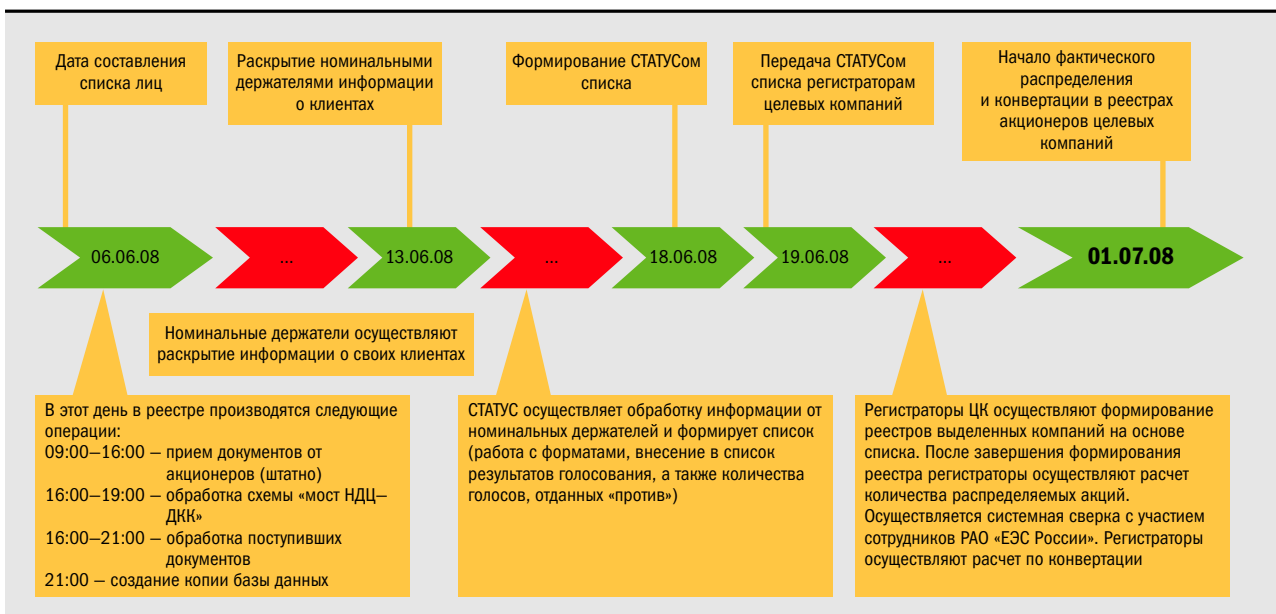 Дата составления
списка лиц
Раскрытие номинальными
держателями информации
о клиентах
Формирование СТАТУСом
списка
Передача СТАТУСом
списка регистраторам
целевых компаний
Начало фактического
распределения
и конвертации в реестрах
акционеров целевых
компаний
06.06.08
...
13.06.08
...
18.06.08
19.06.08
...
01.07.08
Номинальные держатели осуществляют
раскрытие информации о своих клиентах
В этот день в реестре производятся следующие
операции:
09:00—16:00 — прием документов от
акционеров (штатно)
16:00—19:00 — обработка схемы «мост НДЦ—
ДКК»
16:00—21:00 — обработка поступивших
документов
21:00 — создание копии базы данных
СТАТУС осуществляет обработку информации от
номинальных держателей и формирует список
(работа с форматами, внесение в список
результатов голосования, а также количества
голосов, отданных «против»)
Регистраторы ЦК осуществляют формирование
реестров выделенных компаний на основе
списка. После завершения формирования
реестра регистраторы осуществляют расчет
количества распределяемых акций.
Осуществляется системная сверка с участием
сотрудников РАО «ЕЭС России». Регистраторы
осуществляют расчет по конвертации